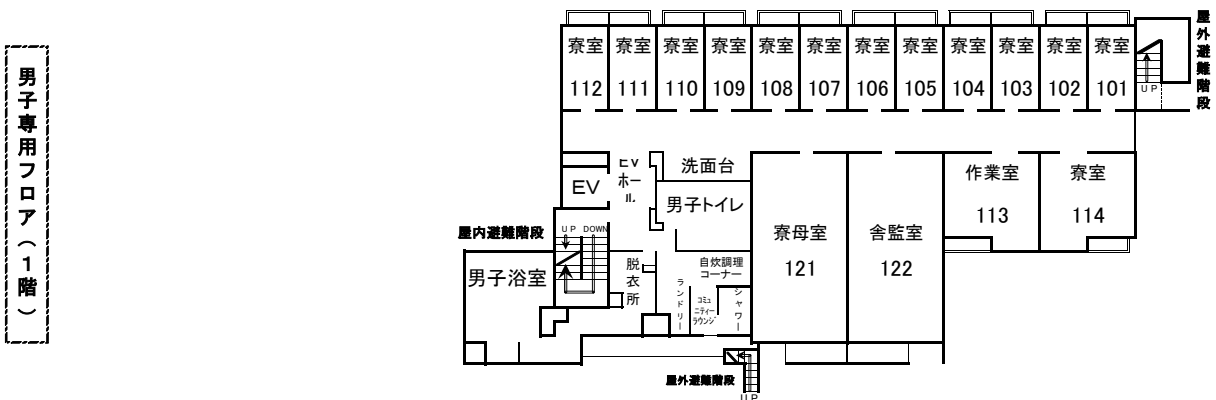 男子専用フロア（１階）
寮室 寮室 寮室 寮室 寮室 寮室 寮室 寮室 寮室 寮室 寮室 寮室
112 111 110 109 108 107 106 105 104 103 102 101
屋外避難階段
UP
EVホール
洗面台
EV
男子トイレ
作業室
113
寮室
114
寮母室
121
舎監室
122
屋内避難階段
UP DOWN
男子浴室
脱衣所
自炊調理
コーナー
ランドリー
コミュ
ニティー
ラウンジ
シャワー
屋外避難階段
UP